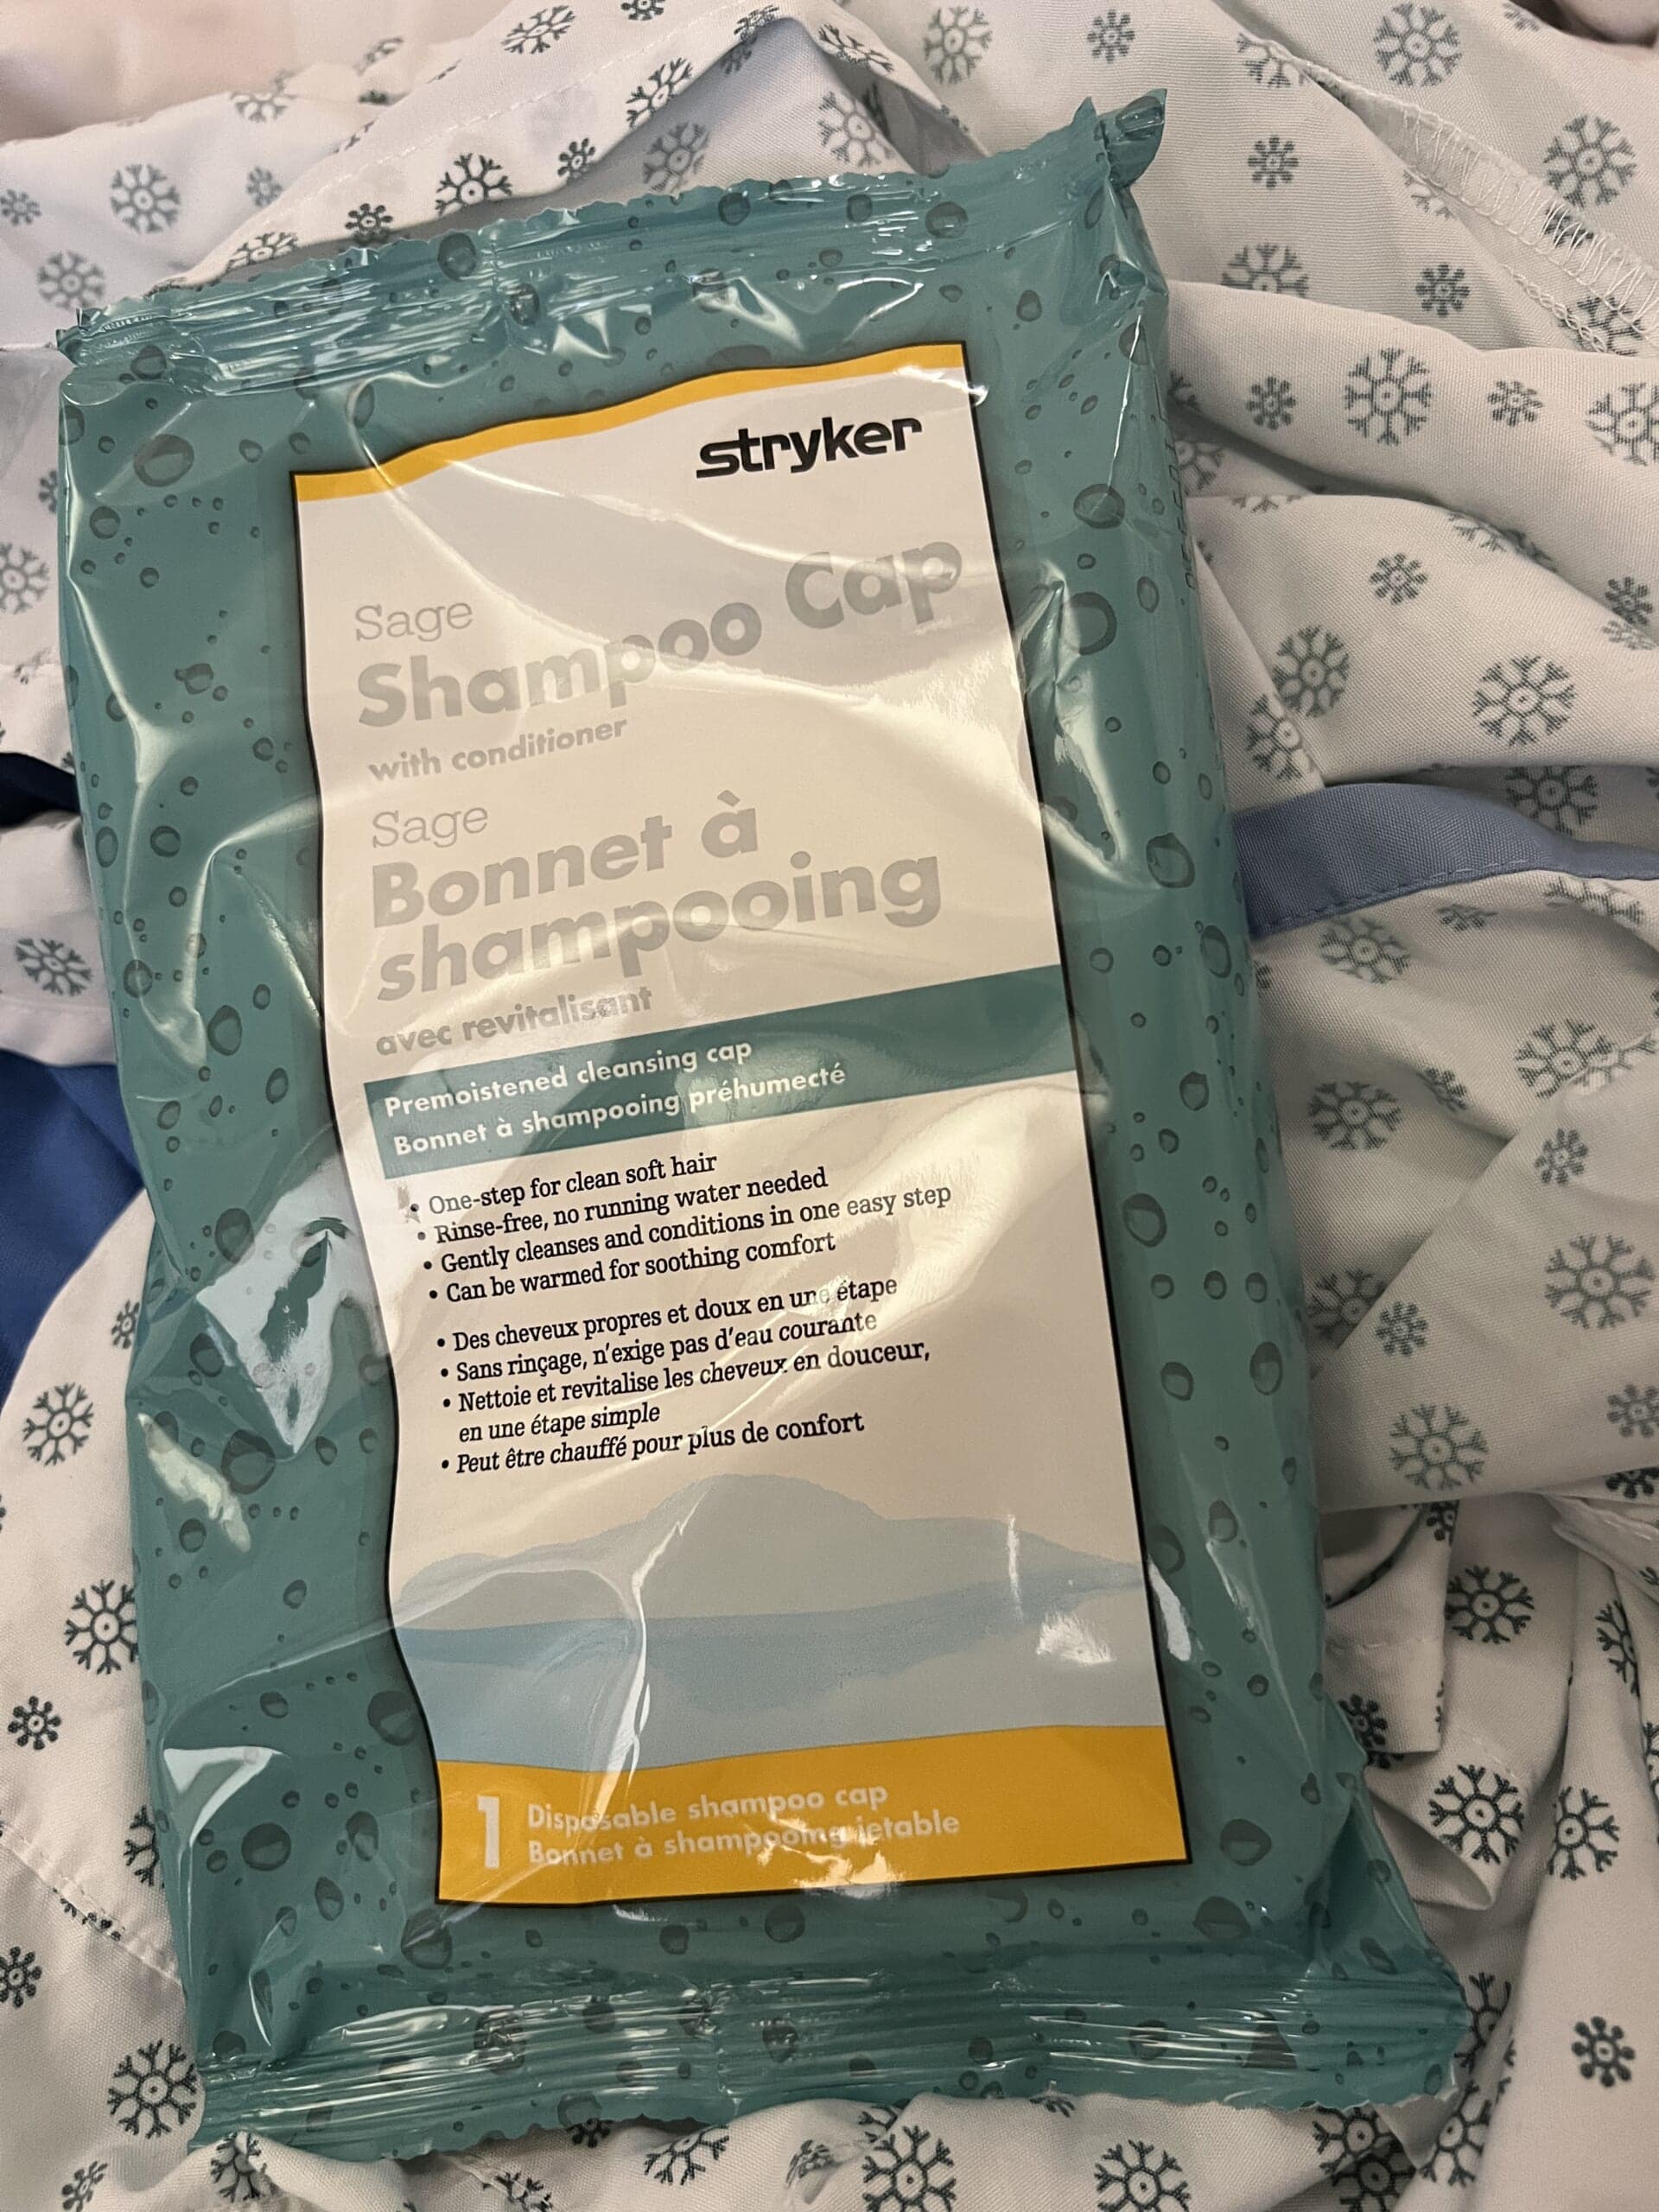 stryker
Sage
Shampoo Cap
with conditioner
Sage
Bonnet à
shampooing
avec revitalisant
Premoistened cleansing cap
Bonnet à shampooing préhumecté
• One-step for clean soft hair
• Rinse-free, no running water needed
• Gently cleanses and conditions in one easy step
• Can be warmed for soothing comfort
• Des cheveux propres et doux en une étape
• Sans rinçage, n'exige pas d'eau courante
• Nettoie et revitalise les cheveux en douceur,
en une étape simple
• Peut être chauffé pour plus de confort
1 Disposable shampoo cap
Bonnet à shampooing jetable